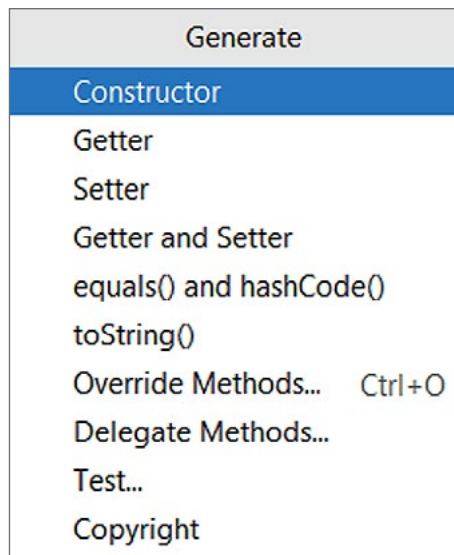 Generate
Constructor
Getter
Setter
Getter and Setter
equals() and hashCode()
toString()
Override Methods... Ctrl+O
Delegate Methods...
Test...
Copyright